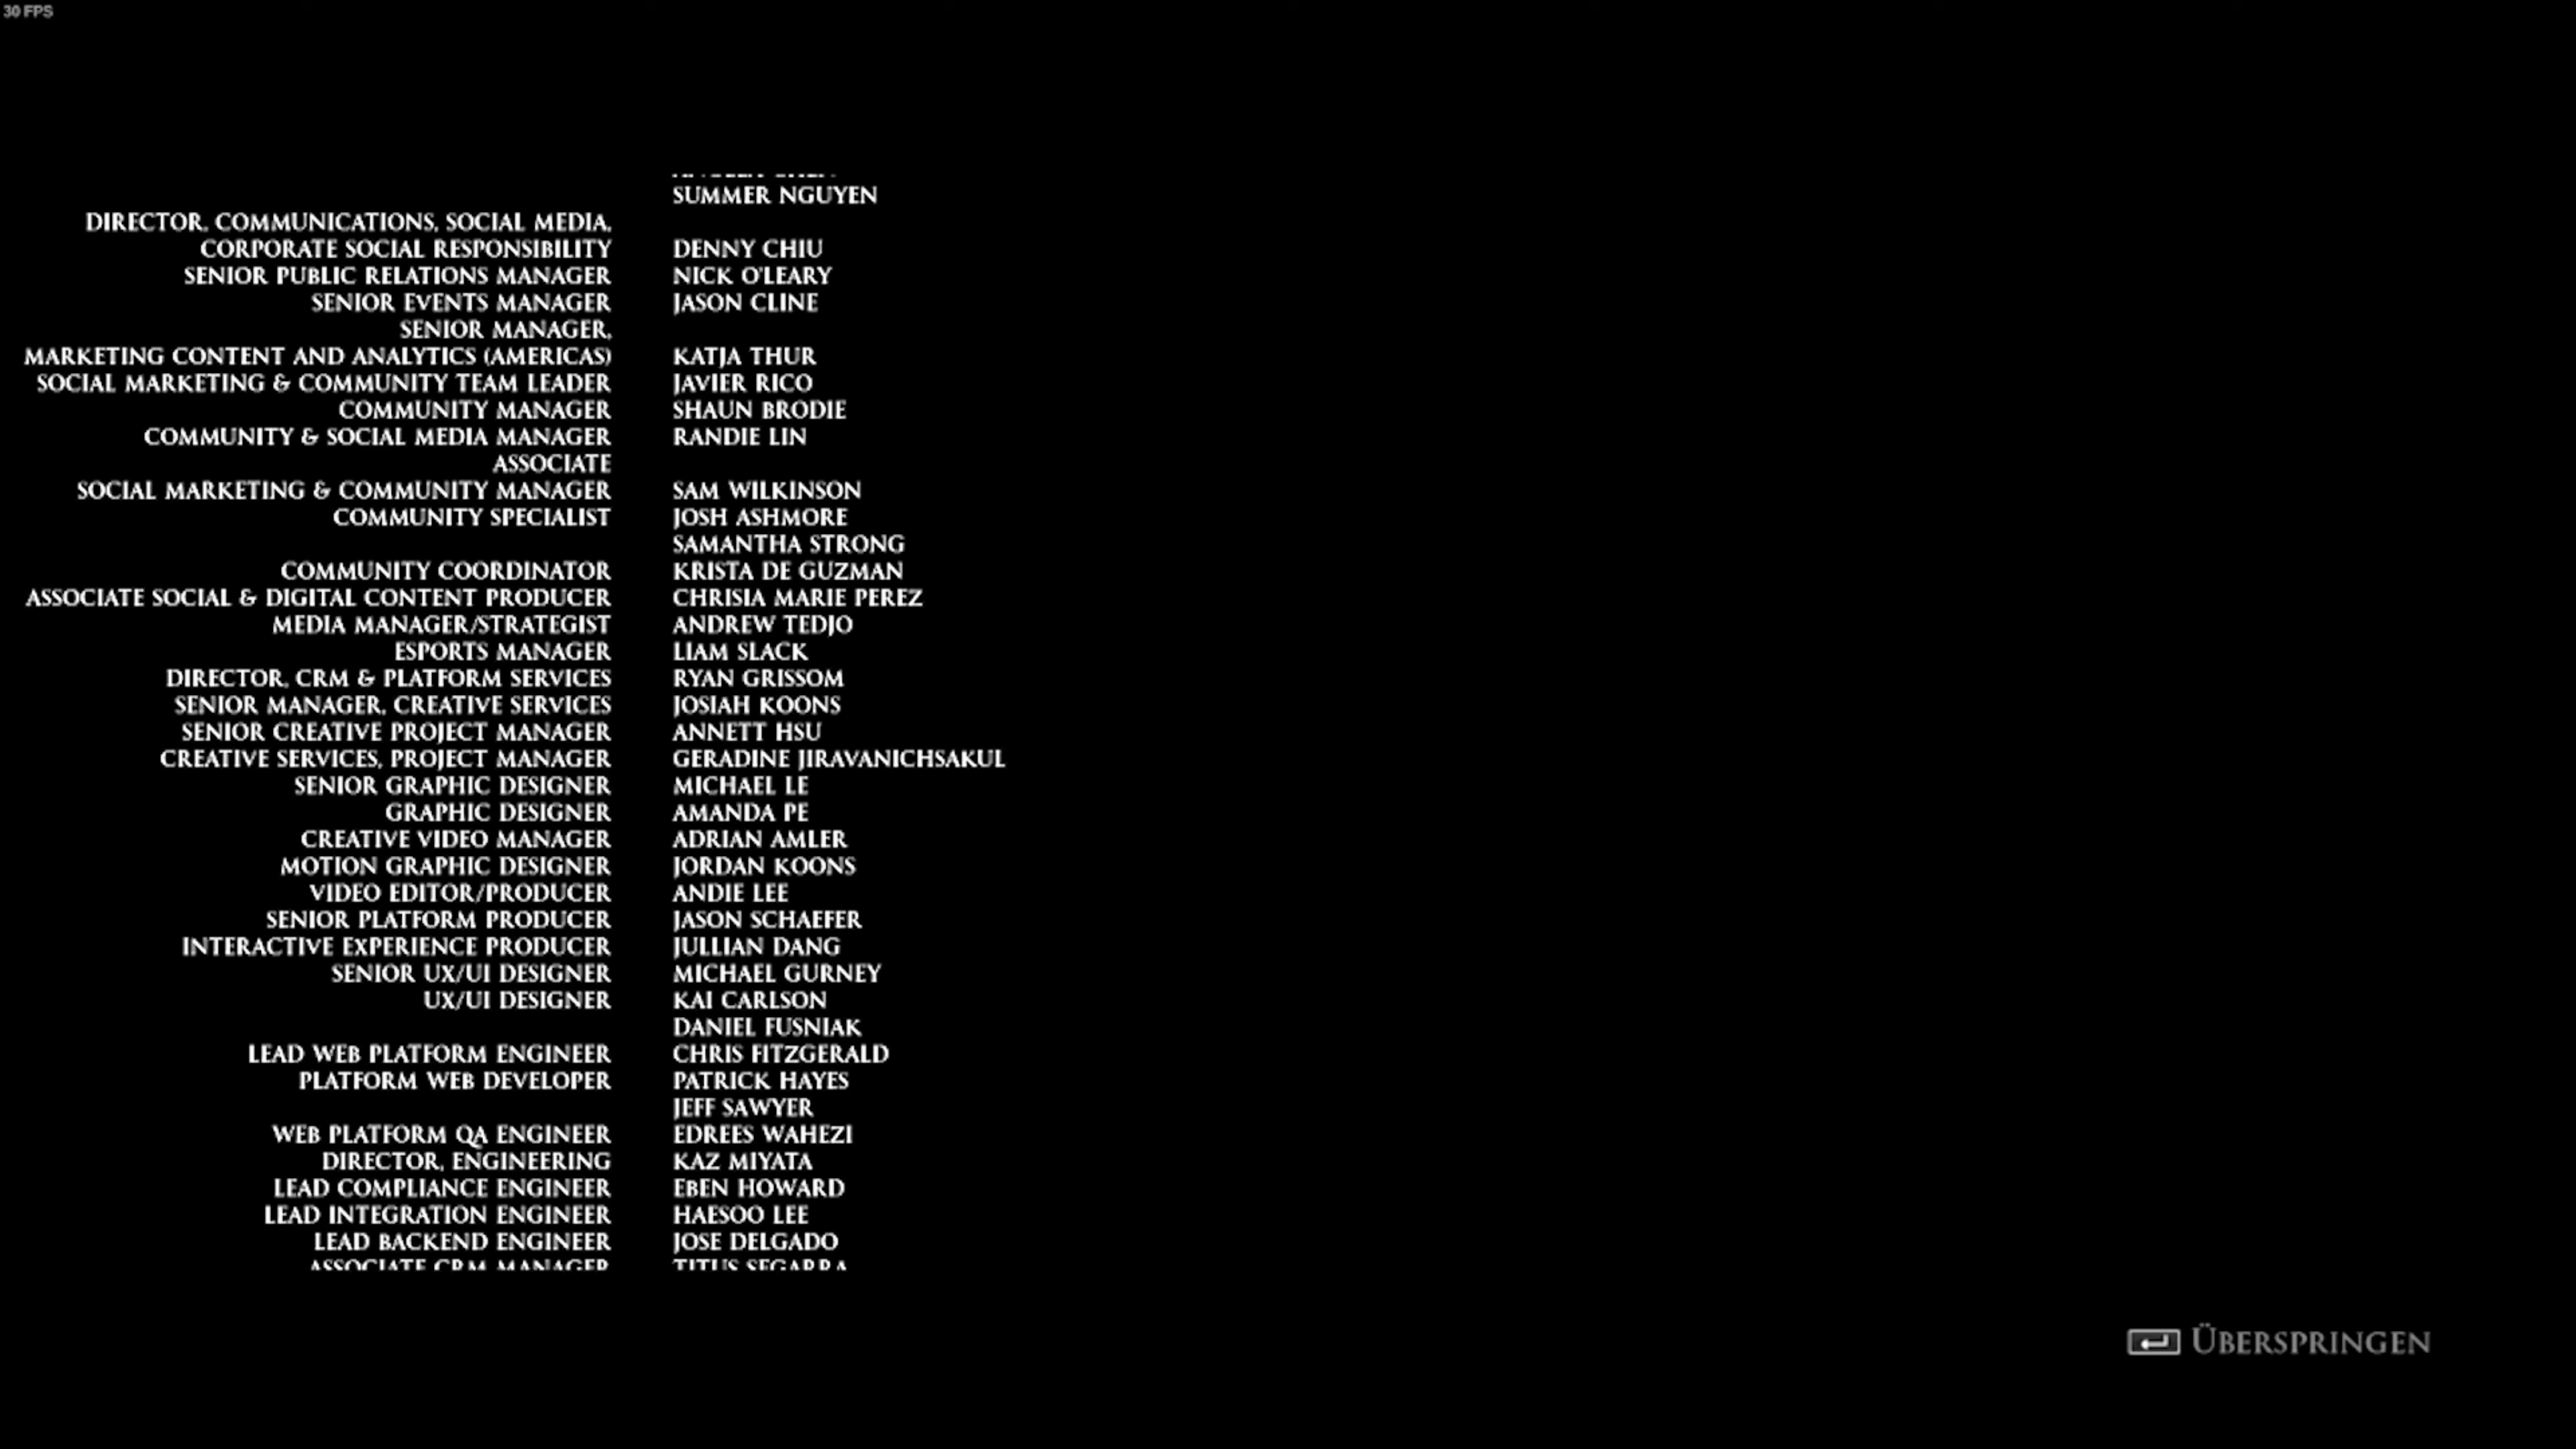 30 FPS
SUMMER NGUYEN
DIRECTOR, COMMUNICATIONS, SOCIAL MEDIA,
CORPORATE SOCIAL RESPONSIBILITY DENNY CHIU
SENIOR PUBLIC RELATIONS MANAGER NICK O'LEARY
SENIOR EVENTS MANAGER JASON CLINE
SENIOR MANAGER,
MARKETING CONTENT AND ANALYTICS (AMERICAS) KATJA THUR
SOCIAL MARKETING & COMMUNITY TEAM LEADER JAVIER RICO
COMMUNITY MANAGER SHAUN BRODIE
COMMUNITY & SOCIAL MEDIA MANAGER RANDIE LIN
ASSOCIATE
SOCIAL MARKETING & COMMUNITY MANAGER SAM WILKINSON
COMMUNITY SPECIALIST JOSH ASHMORE
SAMANTHA STRONG
COMMUNITY COORDINATOR KRISTA DE GUZMAN
ASSOCIATE SOCIAL & DIGITAL CONTENT PRODUCER CHRISIA MARIE PEREZ
MEDIA MANAGER/STRATEGIST ANDREW TEDJO
ESPORTS MANAGER LIAM SLACK
DIRECTOR, CRM & PLATFORM SERVICES RYAN GRISSOM
SENIOR MANAGER, CREATIVE SERVICES JOSIAH KOONS
SENIOR CREATIVE PROJECT MANAGER ANNETT HSU
CREATIVE SERVICES, PROJECT MANAGER GERADINE JIRAVANICHSAKUL
SENIOR GRAPHIC DESIGNER MICHAEL LE
GRAPHIC DESIGNER AMANDA PE
CREATIVE VIDEO MANAGER ADRIAN AMLER
MOTION GRAPHIC DESIGNER JORDAN KOONS
VIDEO EDITOR/PRODUCER ANDIE LEE
SENIOR PLATFORM PRODUCER JASON SCHAEFER
INTERACTIVE EXPERIENCE PRODUCER JULLIAN DANG
SENIOR UX/UI DESIGNER MICHAEL GURNEY
UX/UI DESIGNER KAI CARLSON
DANIEL FUSNIAK
LEAD WEB PLATFORM ENGINEER CHRIS FITZGERALD
PLATFORM WEB DEVELOPER PATRICK HAYES
JEFF SAWYER
WEB PLATFORM QA ENGINEER EDREES WAHEZI
DIRECTOR, ENGINEERING KAZ MIYATA
LEAD COMPLIANCE ENGINEER EBEN HOWARD
LEAD INTEGRATION ENGINEER HAESOO LEE
LEAD BACKEND ENGINEER JOSE DELGADO
ASSOCIATE CRM MANAGER TITUS SEGARRA
ÜBERSPRINGEN